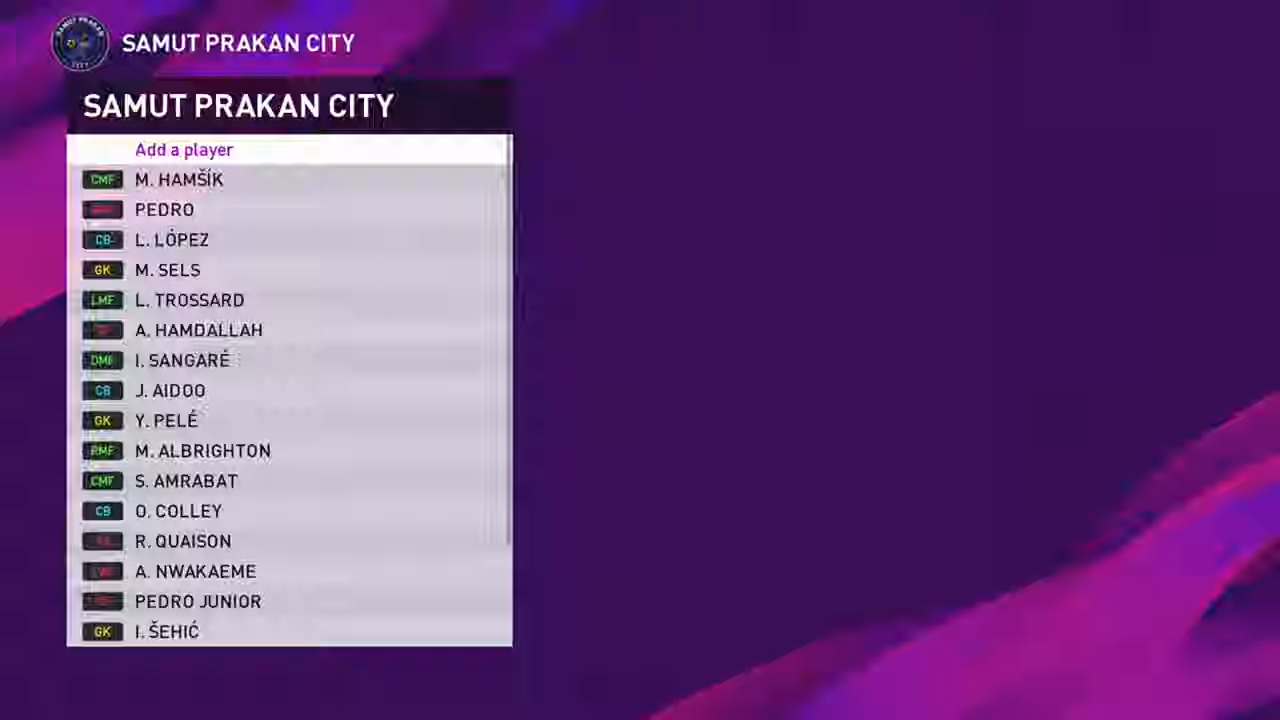 SAMUT PRAKAN CITY
SAMUT PRAKAN CITY
Add a player
CMF M. HAMŠÍK
PEDRO
CB L. LÓPEZ
GK M. SELS
LMF L. TROSSARD
A. HAMDALLAH
DMF I. SANGARÉ
CB J. AIDOO
GK Y. PELÉ
RMF M. ALBRIGHTON
CMF S. AMRABAT
CB O. COLLEY
R. QUAISON
A. NWAKAEME
PEDRO JUNIOR
GK I. ŠEHIĆ